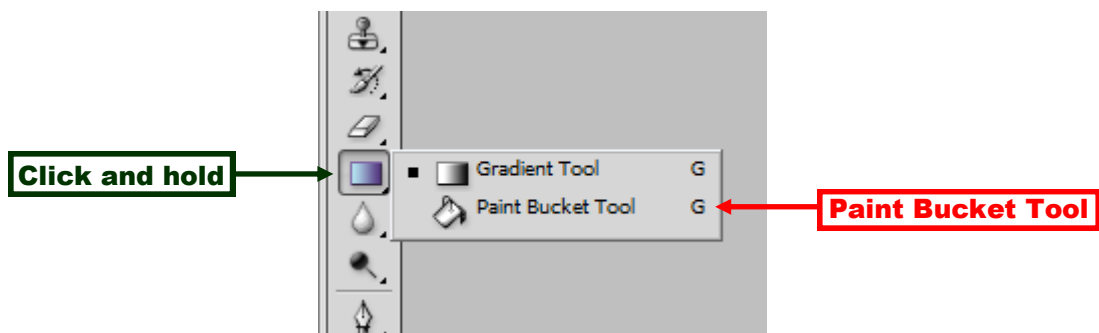 Gradient Tool G
Click and hold
Paint Bucket Tool G
Paint Bucket Tool